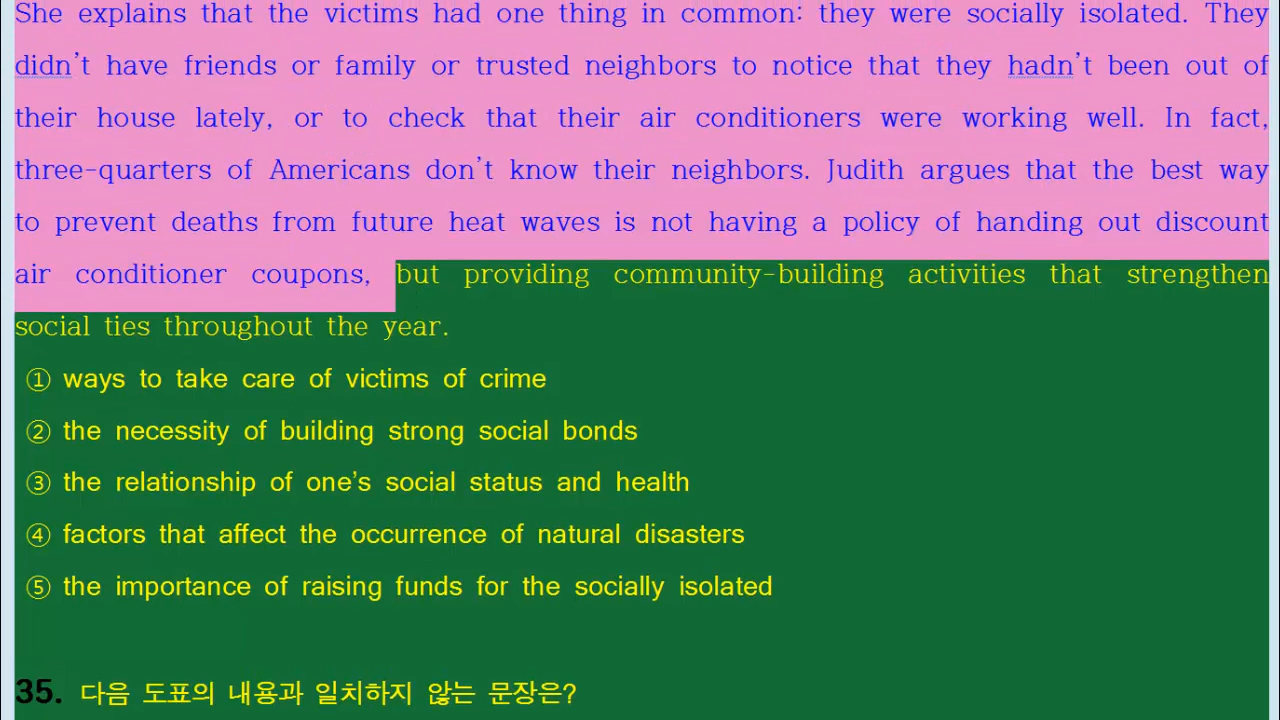 She explains that the victims had one thing in common: they were socially isolated. They
didn't have friends or family or trusted neighbors to notice that they hadn't been out of
their house lately, or to check that their air conditioners were working well. In fact,
three-quarters of Americans don't know their neighbors. Judith argues that the best way
to prevent deaths from future heat waves is not having a policy of handing out discount
air conditioner coupons, but providing community-building activities that strengthen
social ties throughout the year.
① ways to take care of victims of crime
② the necessity of building strong social bonds
③ the relationship of one's social status and health
④ factors that affect the occurrence of natural disasters
⑤ the importance of raising funds for the socially isolated
35. 다음 도표의 내용과 일치하지 않는 문장은?